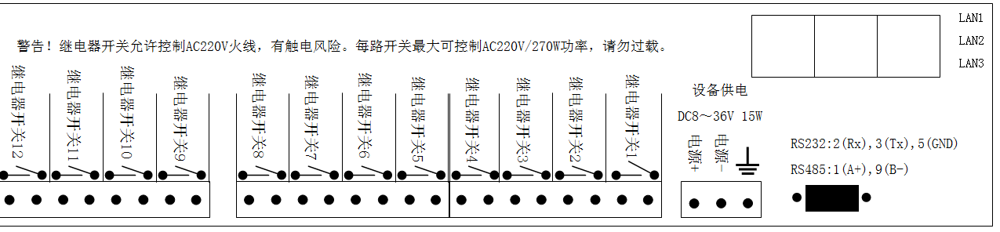 警告！继电器开关允许控制AC220V火线，有触电风险。每路开关最大可控制AC220V/270W功率，请勿过载。
LAN1
LAN2
LAN3
继电器开关12
继电器开关11
继电器开关10
继电器开关9
继电器开关8
继电器开关7
继电器开关6
继电器开关5
继电器开关4
继电器开关3
继电器开关2
继电器开关1
设备供电
DC8～36V 15W
电源+
电源-
RS232:2(Rx),3(Tx),5(GND)
RS485:1(A+),9(B-)